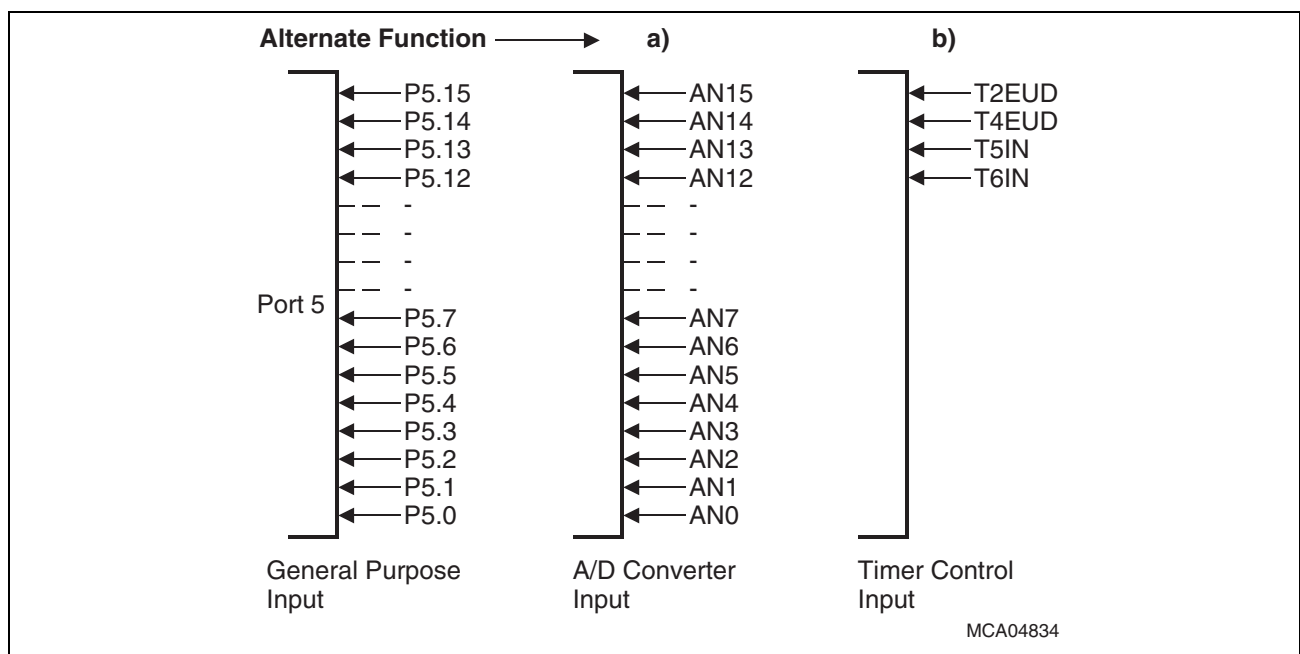 Alternate Function a) b)
P5.15 AN15 T2EUD
P5.14 AN14 T4EUD
P5.13 AN13 T5IN
P5.12 AN12 T6IN
- -
- -
- -
- -
Port 5
P5.7 AN7
P5.6 AN6
P5.5 AN5
P5.4 AN4
P5.3 AN3
P5.2 AN2
P5.1 AN1
P5.0 AN0
General Purpose A/D Converter Timer Control
Input Input Input
MCA04834